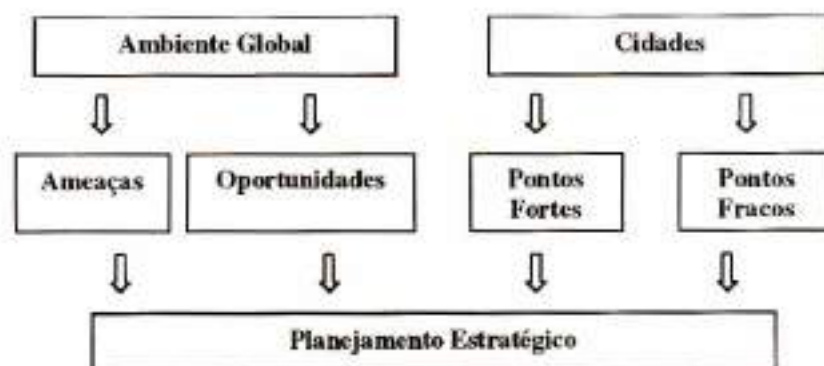 Ambiente Global
Cidades
Ameaças
Oportunidades
Pontos
Fortes
Pontos
Fracos
Planejamento Estratégico